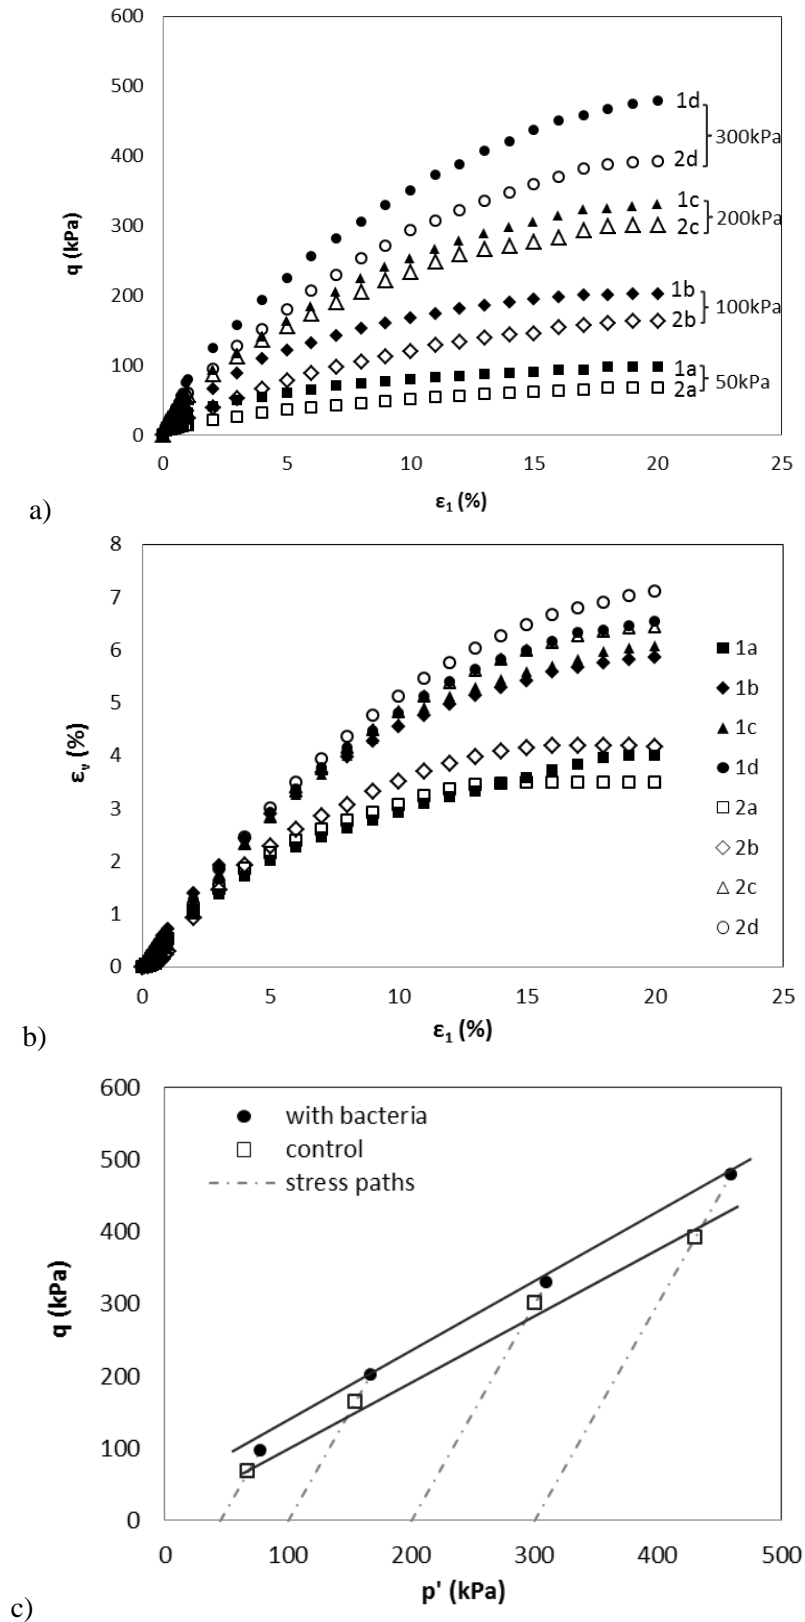 600
500
400
300
200
100
0
q (kPa)
1d
300kPa
2d
1c
200kPa
2c
1b
100kPa
2b
1a
50kPa
2a
0 5 10 15 20 25
ε₁ (%)
a)
8
7
6
5
4
3
2
1
0
εᵥ (%)
1a
1b
1c
1d
2a
2b
2c
2d
0 5 10 15 20 25
ε₁ (%)
b)
600
500
400
300
200
100
0
q (kPa)
with bacteria
control
stress paths
0 100 200 300 400 500
p' (kPa)
c)